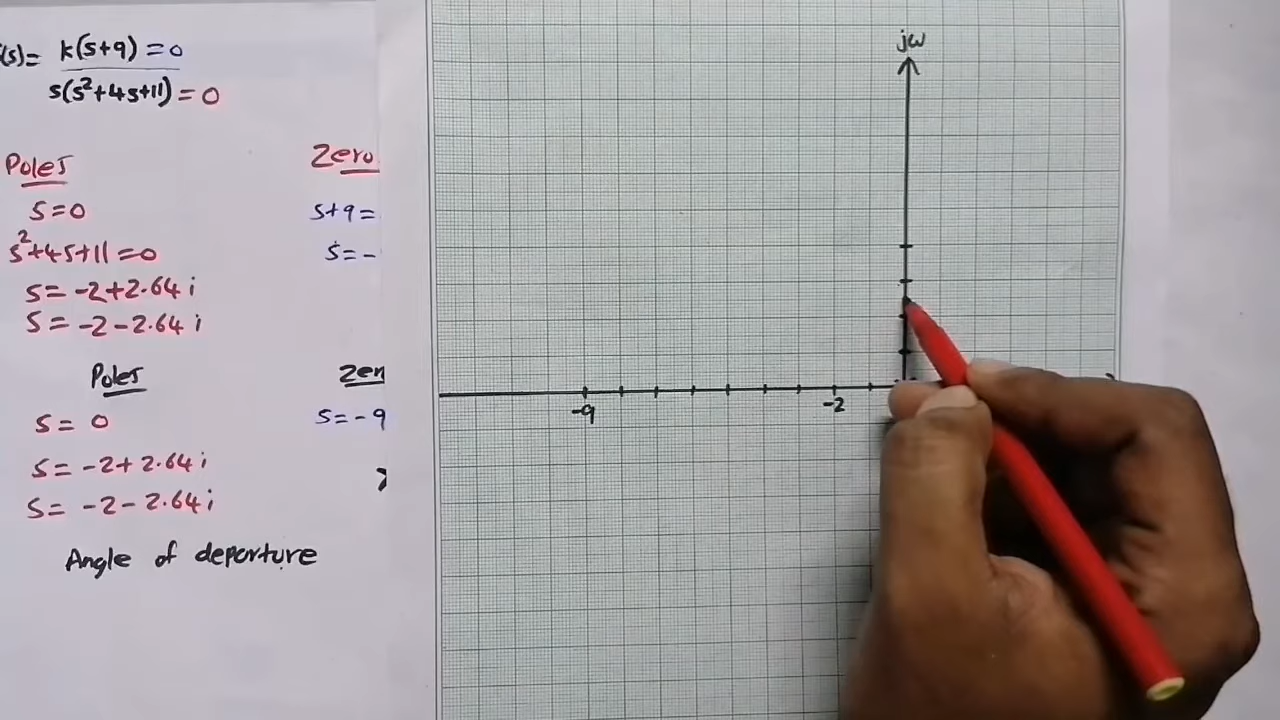 (s)= k(s+9)=0
s(s²+4s+11)=0
Poles
s=0
s²+4s+11=0
s= -2+2.64 i
s= -2-2.64 i
Poles
s= 0
s= -2+2.64 i
s= -2-2.64 i
Angle of departure
Zero
s+9=
s= -
Zer
s=-9
jω
-9
-2